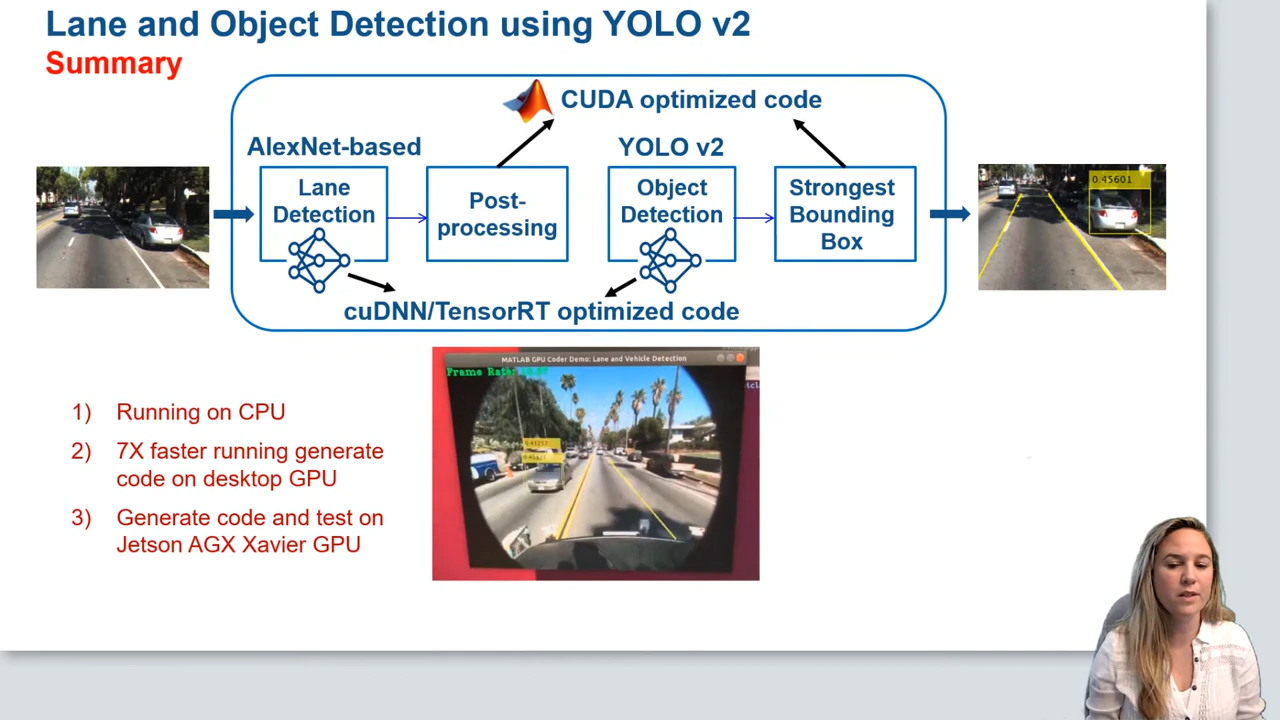 Lane and Object Detection using YOLO v2
Summary
CUDA optimized code
AlexNet-based
YOLO v2
Lane
Detection
Post-
processing
Object
Detection
Strongest
Bounding
Box
0.45601
cuDNN/TensorRT optimized code
MATLAB GPU Coder Demo: Lane and Vehicle Detection
Frame Rate:
1) Running on CPU
2) 7X faster running generate
code on desktop GPU
3) Generate code and test on
Jetson AGX Xavier GPU